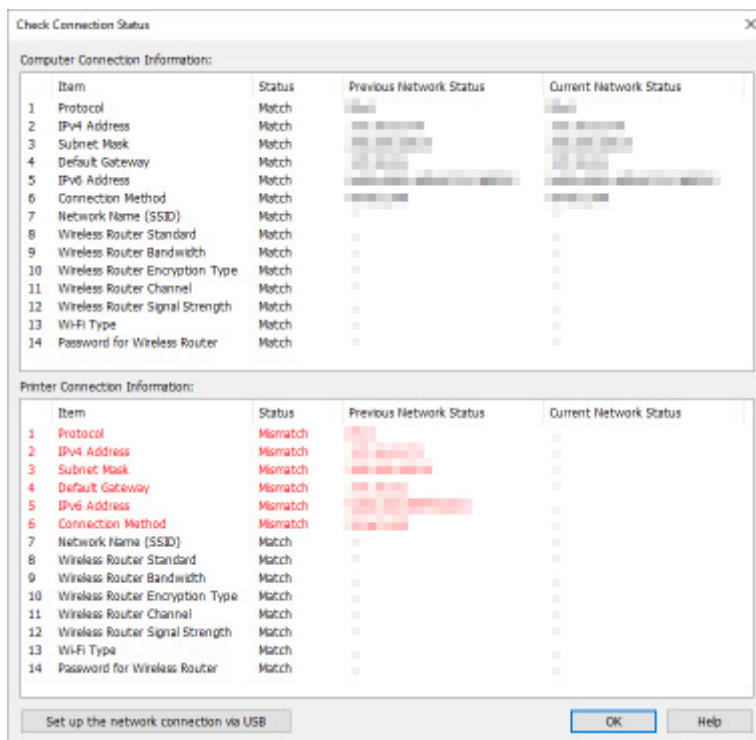 Check Connection Status
Computer Connection Information:
Item Status Previous Network Status Current Network Status
1 Protocol Match
2 IPv4 Address Match
3 Subnet Mask Match
4 Default Gateway Match
5 IPv6 Address Match
6 Connection Method Match
7 Network Name (SSID) Match
8 Wireless Router Standard Match
9 Wireless Router Bandwidth Match
10 Wireless Router Encryption Type Match
11 Wireless Router Channel Match
12 Wireless Router Signal Strength Match
13 Wi-Fi Type Match
14 Password for Wireless Router Match
Printer Connection Information:
Item Status Previous Network Status Current Network Status
1 Protocol Mismatch
2 IPv4 Address Mismatch
3 Subnet Mask Mismatch
4 Default Gateway Mismatch
5 IPv6 Address Mismatch
6 Connection Method Mismatch
7 Network Name (SSID) Match
8 Wireless Router Standard Match
9 Wireless Router Bandwidth Match
10 Wireless Router Encryption Type Match
11 Wireless Router Channel Match
12 Wireless Router Signal Strength Match
13 Wi-Fi Type Match
14 Password for Wireless Router Match
Set up the network connection via USB OK Help